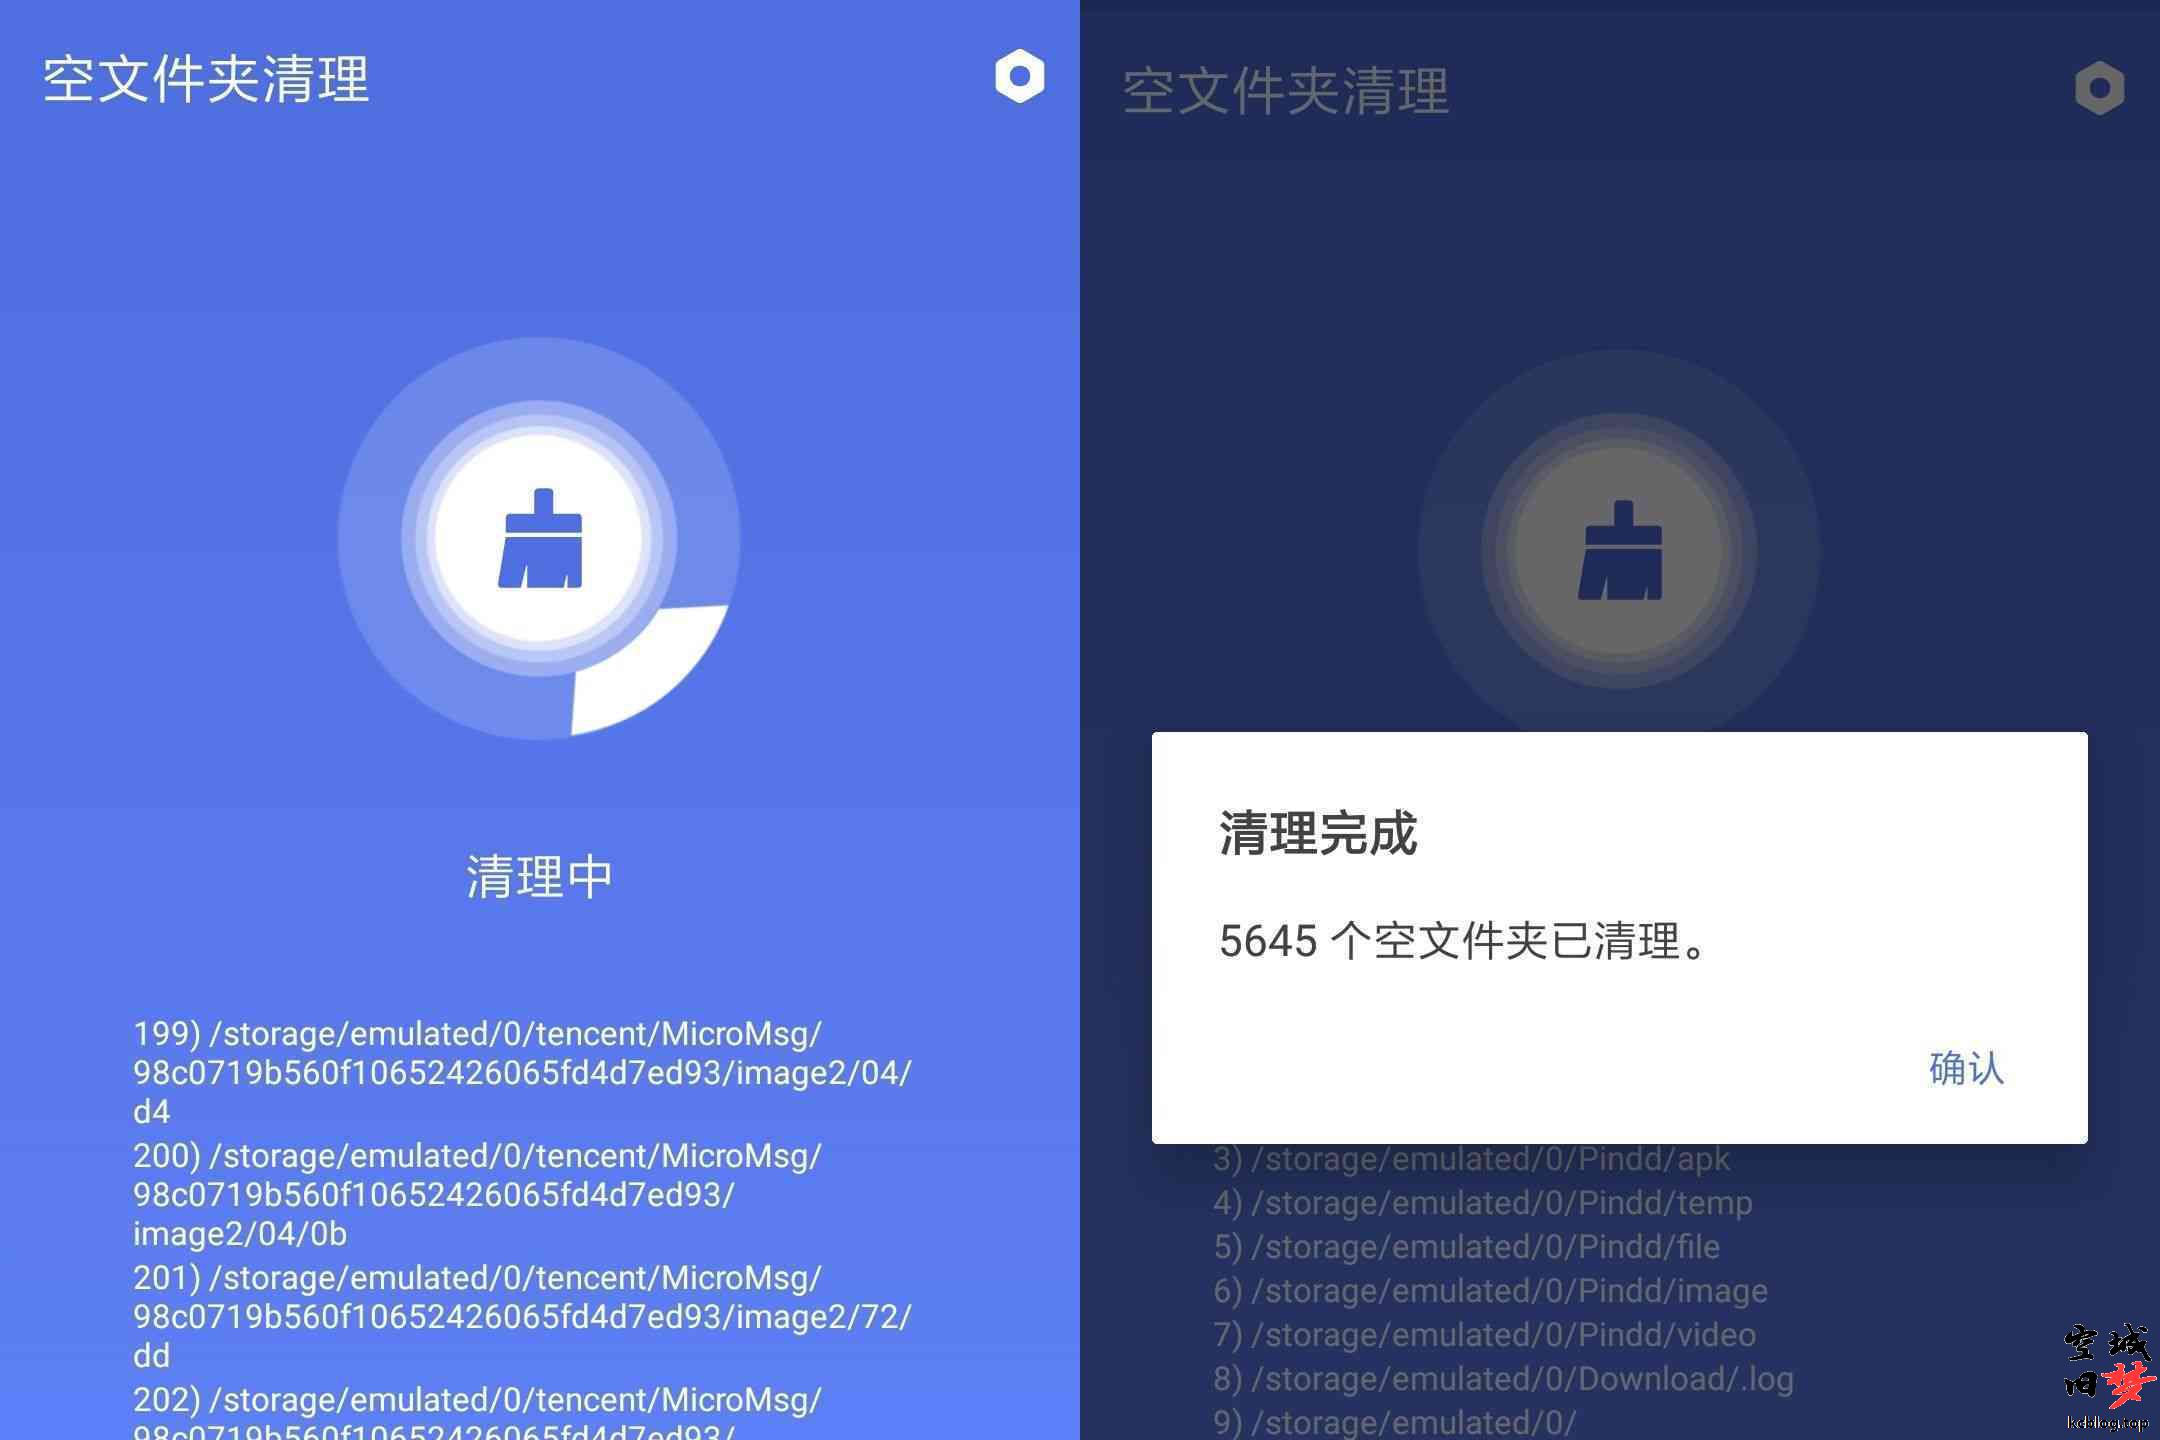 空文件夹清理
清理中
199) /storage/emulated/0/tencent/MicroMsg/
98c0719b560f10652426065fd4d7ed93/image2/04/
d4
200) /storage/emulated/0/tencent/MicroMsg/
98c0719b560f10652426065fd4d7ed93/
image2/04/0b
201) /storage/emulated/0/tencent/MicroMsg/
98c0719b560f10652426065fd4d7ed93/image2/72/
dd
202) /storage/emulated/0/tencent/MicroMsg/
98c0719b560f10652426065fd4d7ed93/
空文件夹清理
清理完成
5645 个空文件夹已清理。
确认
3) /storage/emulated/0/Pindd/apk
4) /storage/emulated/0/Pindd/temp
5) /storage/emulated/0/Pindd/file
6) /storage/emulated/0/Pindd/image
7) /storage/emulated/0/Pindd/video
8) /storage/emulated/0/Download/.log
9) /storage/emulated/0/
空城
旧梦
kcblog.top